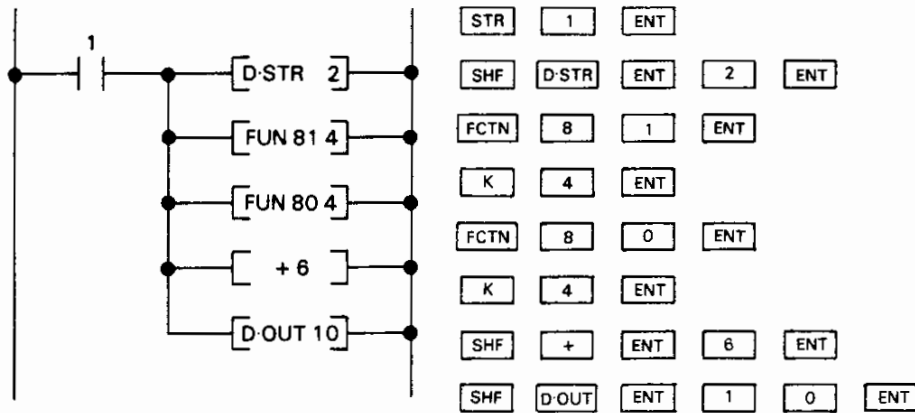 1
D·STR 2
FUN 81 4
FUN 80 4
+ 6
D·OUT 10
STR 1 ENT
SHF D·STR ENT 2 ENT
FCTN 8 1 ENT
K 4 ENT
FCTN 8 0 ENT
K 4 ENT
SHF + ENT 6 ENT
SHF D·OUT ENT 1 0 ENT